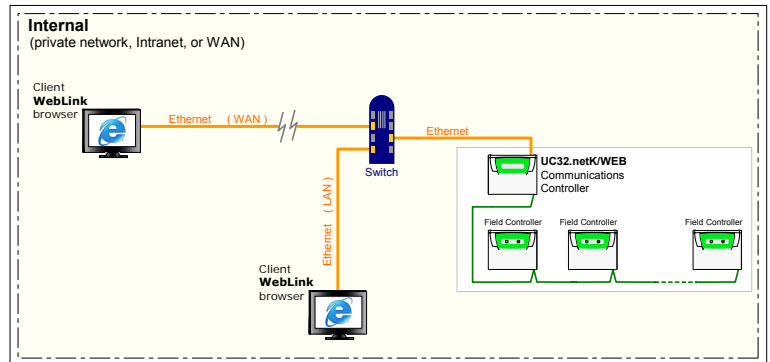 Internal
(private network, Intranet, or WAN)
Client
WebLink
browser
Ethernet ( WAN )
Ethernet
Switch
UC32.netK/WEB
Communications
Controller
Field Controller
Field Controller
Field Controller
Ethernet ( LAN )
Client
WebLink
browser